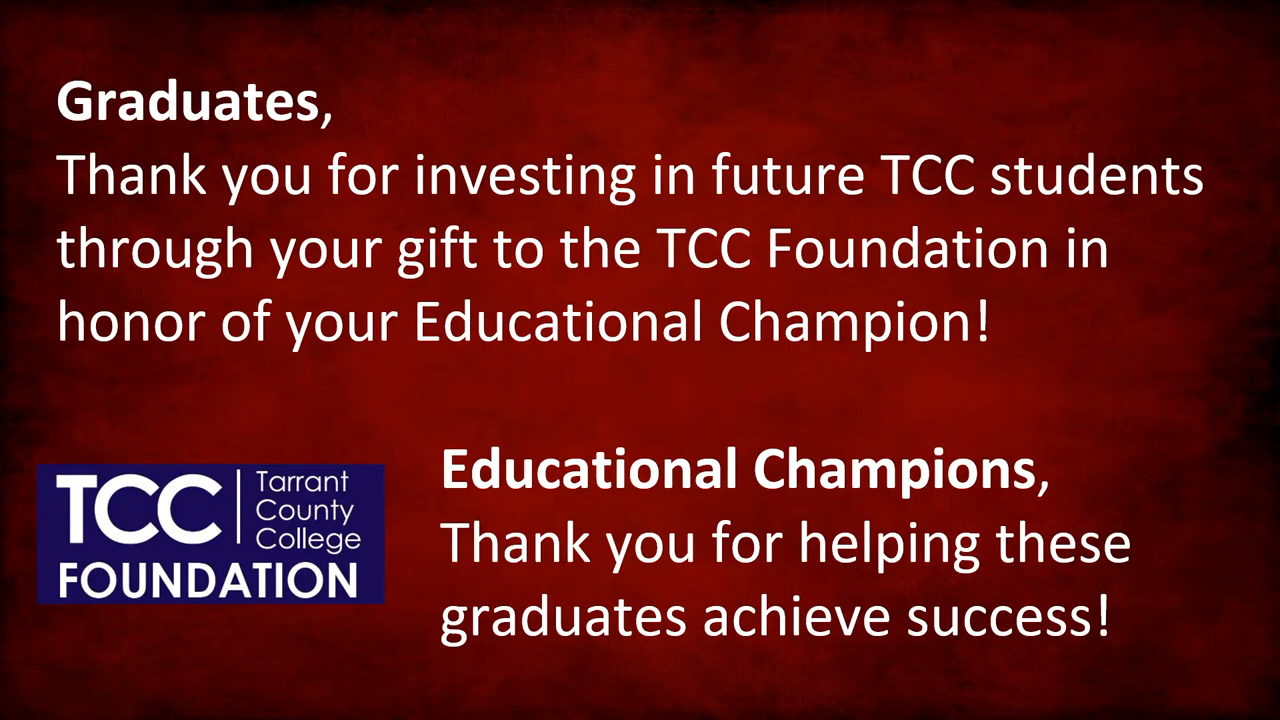 Graduates,
Thank you for investing in future TCC students
through your gift to the TCC Foundation in
honor of your Educational Champion!
TCC
Tarrant
County
College
FOUNDATION
Educational Champions,
Thank you for helping these
graduates achieve success!